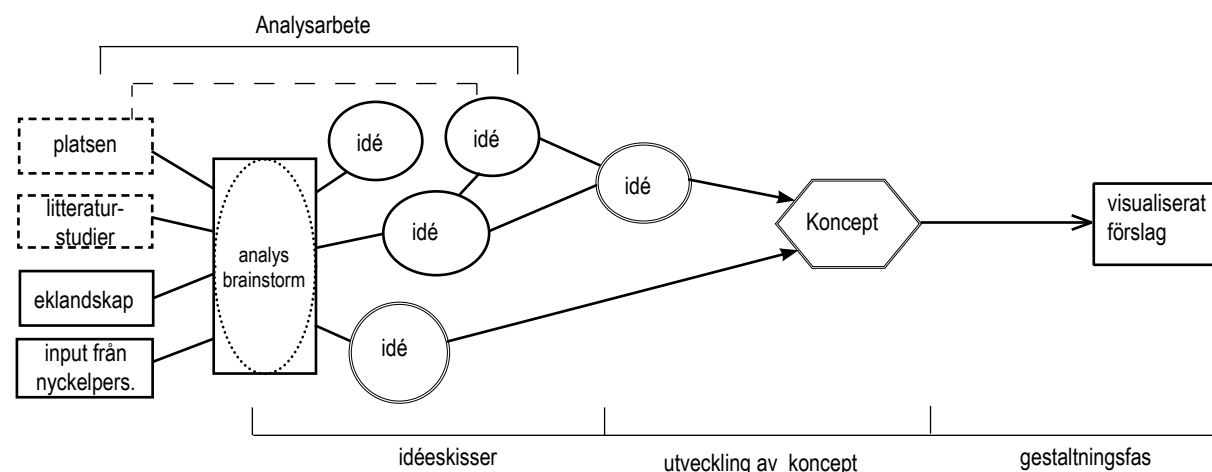 Analysarbete
platsen
litteratur-
studier
eklandskap
input från
nyckelpers.
analys
brainstorm
idé
idé
idé
idé
idé
Koncept
visualiserat
förslag
idéeskisser
utveckling av koncept
gestaltningsfas